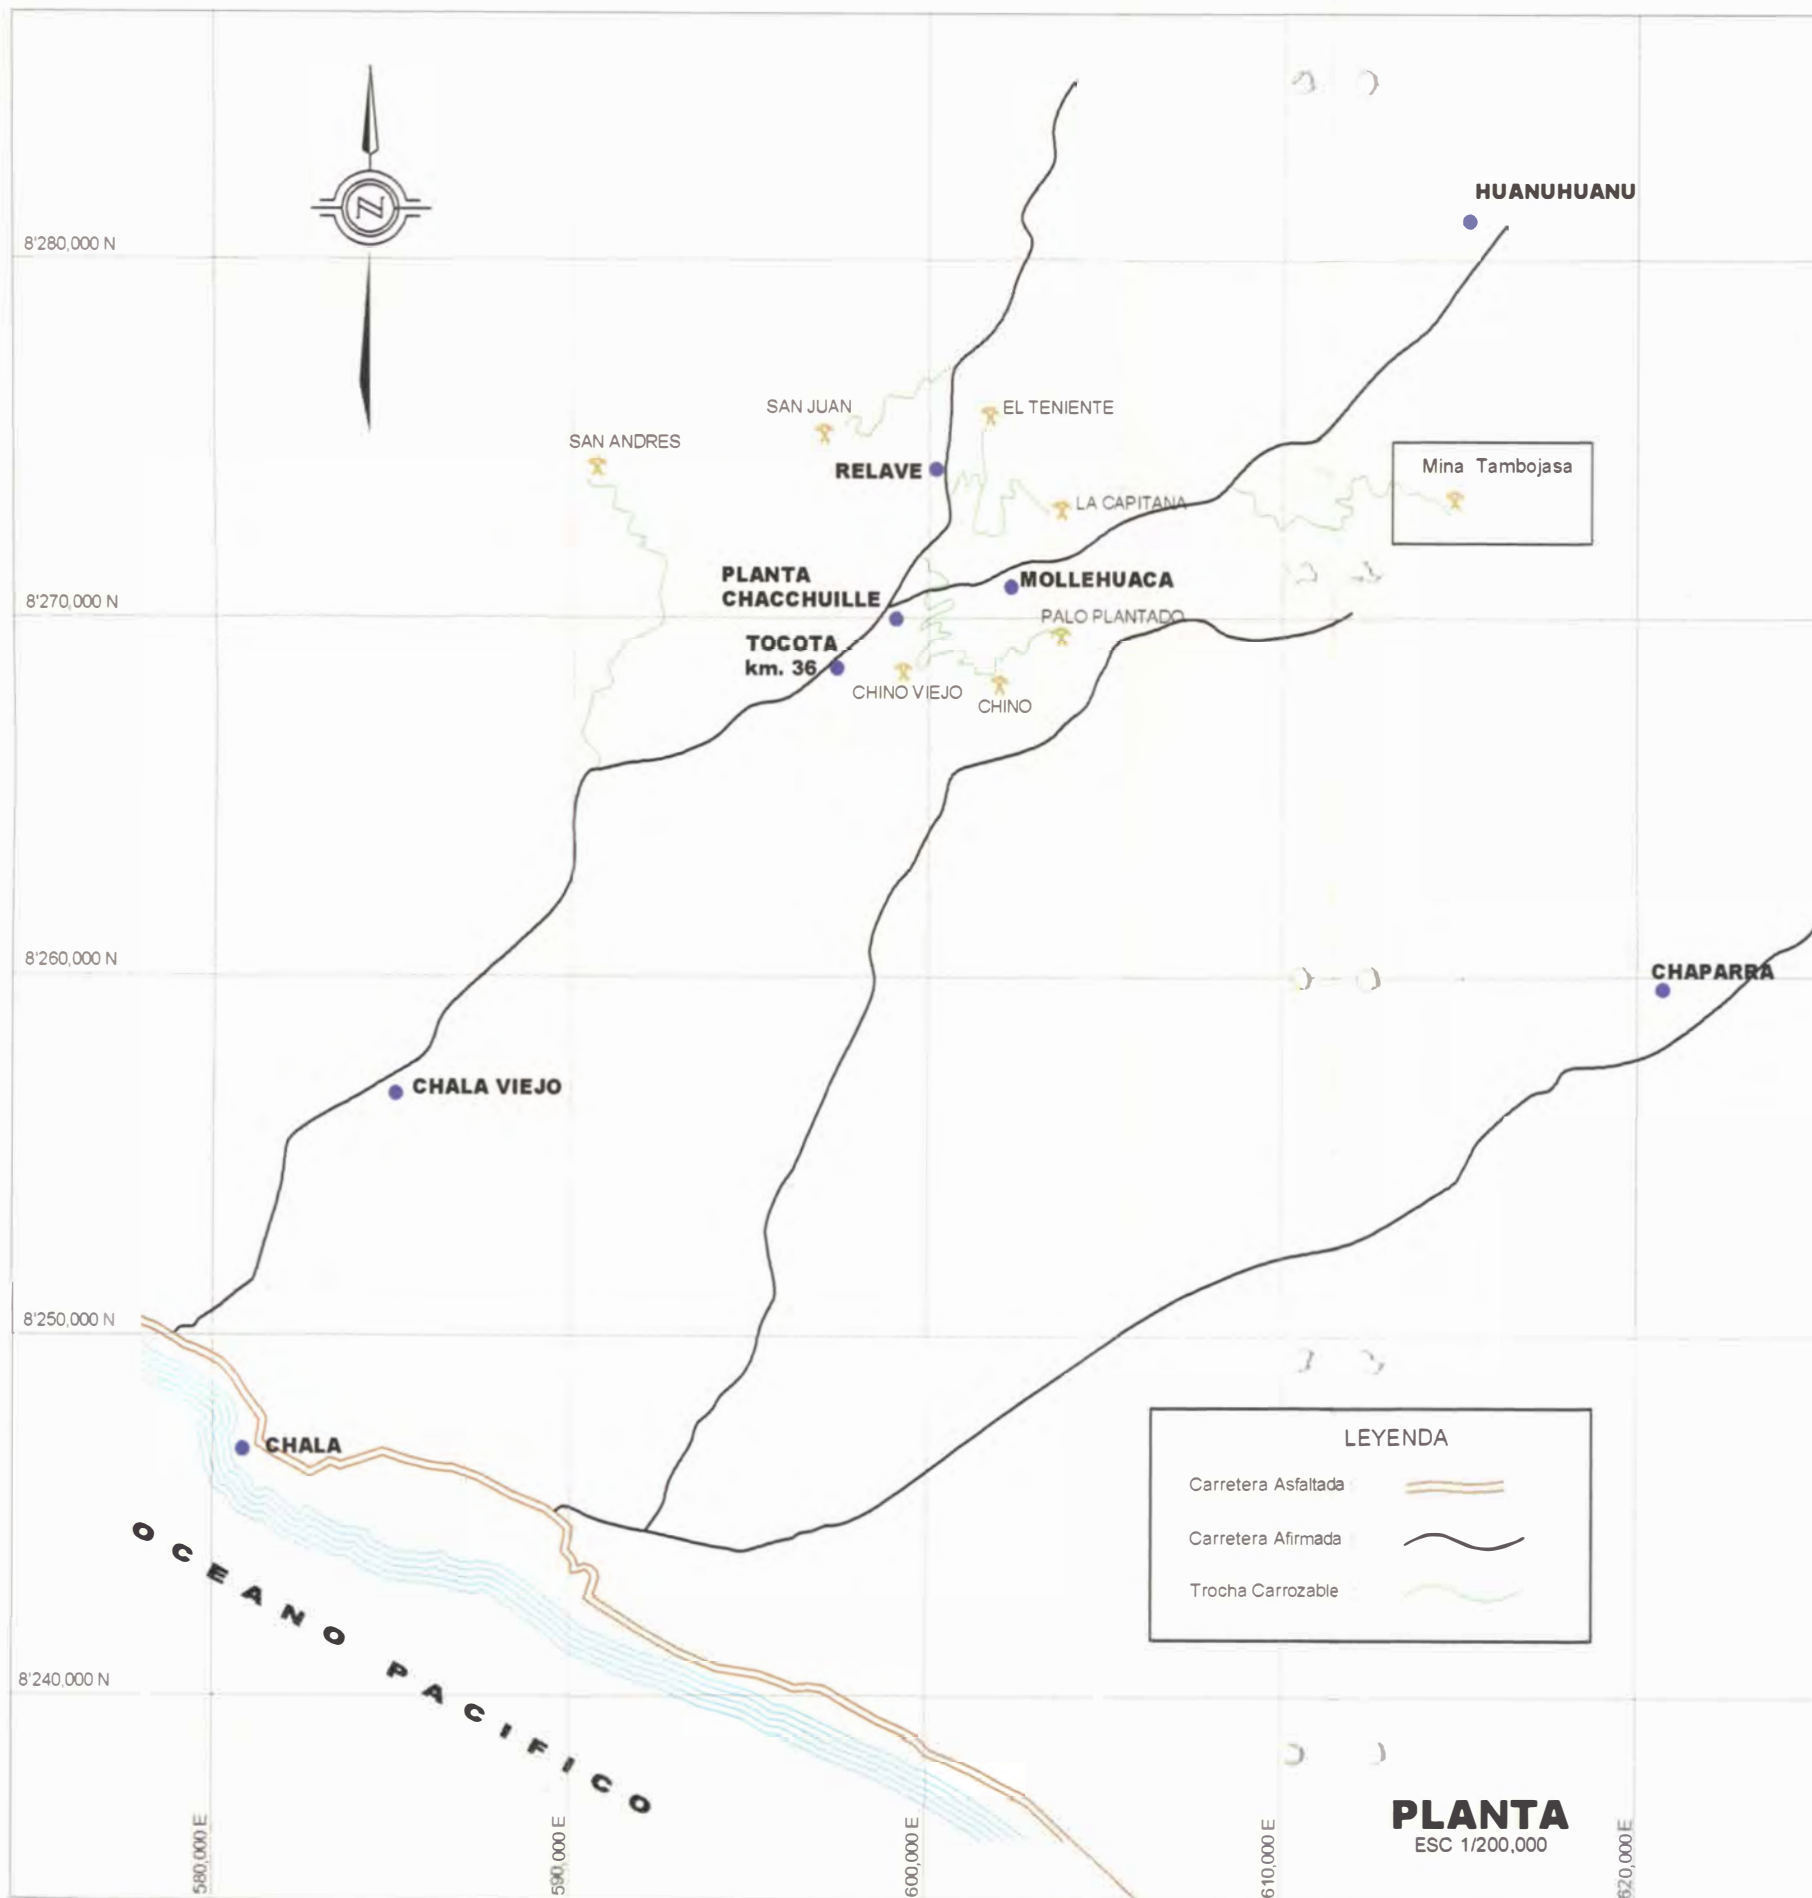 N
HUANUHUANU
8'280,000 N
SAN JUAN
EL TENIENTE
SAN ANDRES
RELAVE
Mina Tambojasa
LA CAPITANA
PLANTA
CHACCHUILLE
MOLLEHUACA
8'270,000 N
PALO PLANTADO
TOCOTA
km. 36
CHINO VIEJO
CHINO
8'260,000 N
CHAPARRA
CHALA VIEJO
8'250,000 N
CHALA
LEYENDA
Carretera Asfaltada
Carretera Afirmada
Trocha Carrozable
OCEANO PACIFICO
8'240,000 N
580,000 E
590,000 E
600,000 E
610,000 E
620,000 E
PLANTA
ESC 1/200,000